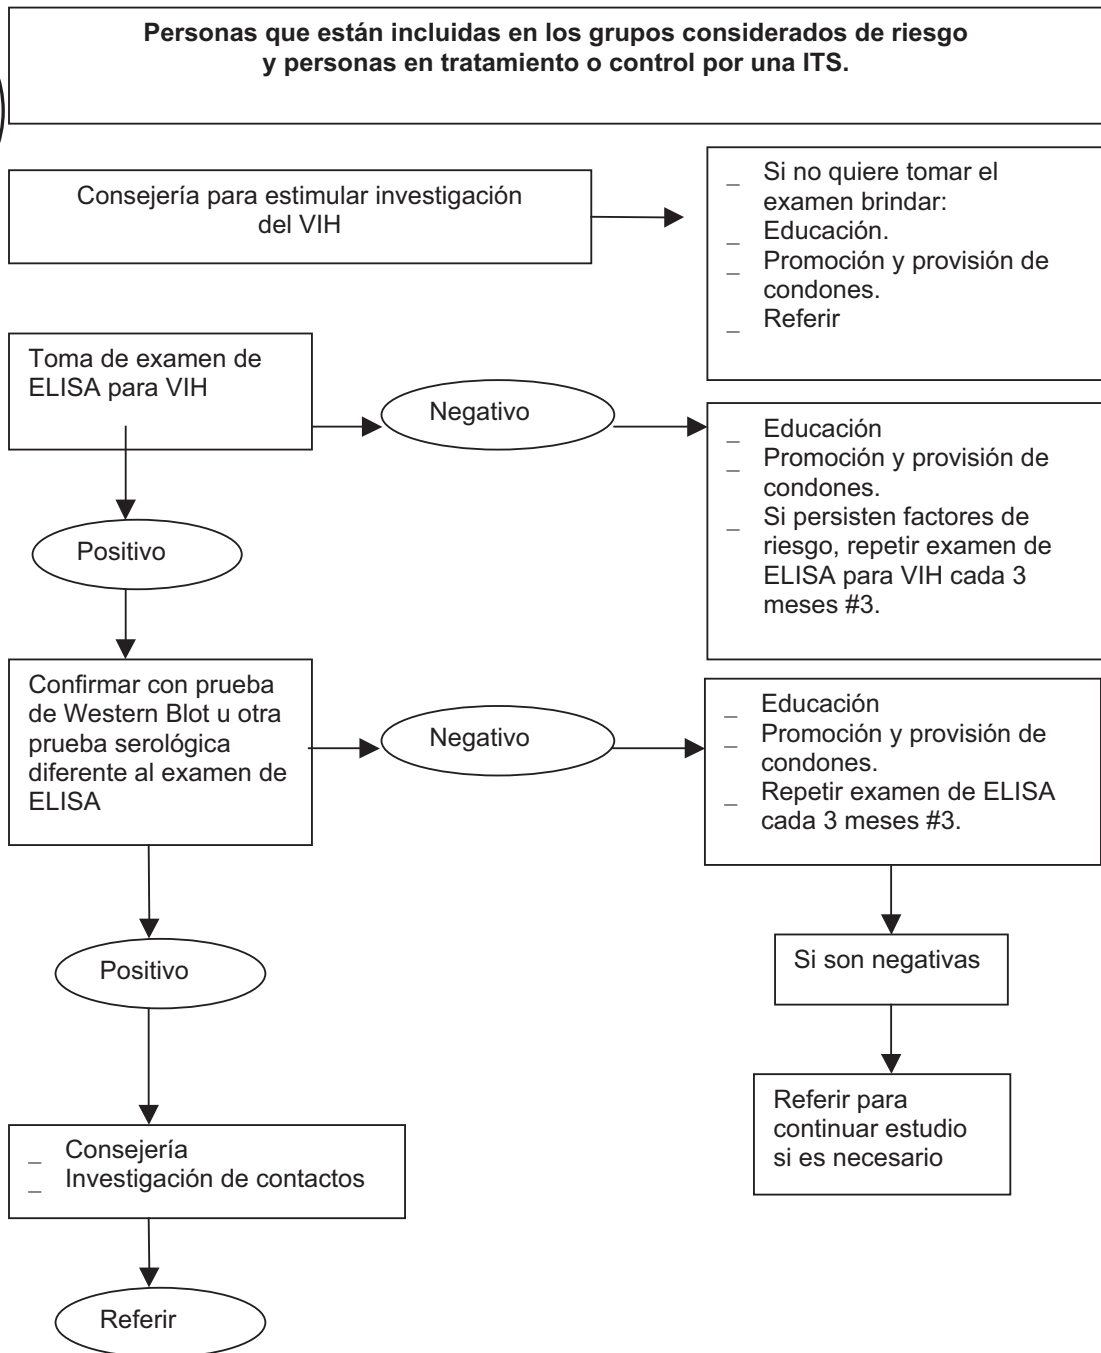 Personas que están incluidas en los grupos considerados de riesgo
y personas en tratamiento o control por una ITS.
Consejería para estimular investigación
del VIH
_ Si no quiere tomar el
examen brindar:
_ Educación.
_ Promoción y provisión de
condones.
_ Referir
Toma de examen de
ELISA para VIH
Negativo
_ Educación
_ Promoción y provisión de
condones.
_ Si persisten factores de
riesgo, repetir examen de
ELISA para VIH cada 3
meses #3.
Positivo
Confirmar con prueba
de Western Blot u otra
prueba serológica
diferente al examen de
ELISA
Negativo
_ Educación
_ Promoción y provisión de
condones.
_ Repetir examen de ELISA
cada 3 meses #3.
Positivo
Si son negativas
Referir para
continuar estudio
si es necesario
_ Consejería
_ Investigación de contactos
Referir